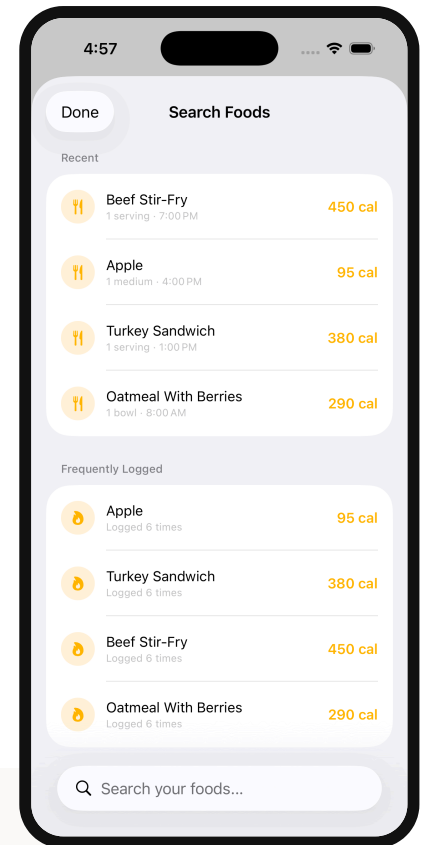 4:57
Done
Search Foods
Recent
Beef Stir-Fry
450 cal
1 serving · 7:00 PM
Apple
95 cal
1 medium · 4:00 PM
Turkey Sandwich
380 cal
1 serving · 1:00 PM
Oatmeal With Berries
290 cal
1 bowl · 8:00 AM
Frequently Logged
Apple
95 cal
Logged 6 times
Turkey Sandwich
380 cal
Logged 6 times
Beef Stir-Fry
450 cal
Logged 6 times
Oatmeal With Berries
290 cal
Logged 6 times
Search your foods...